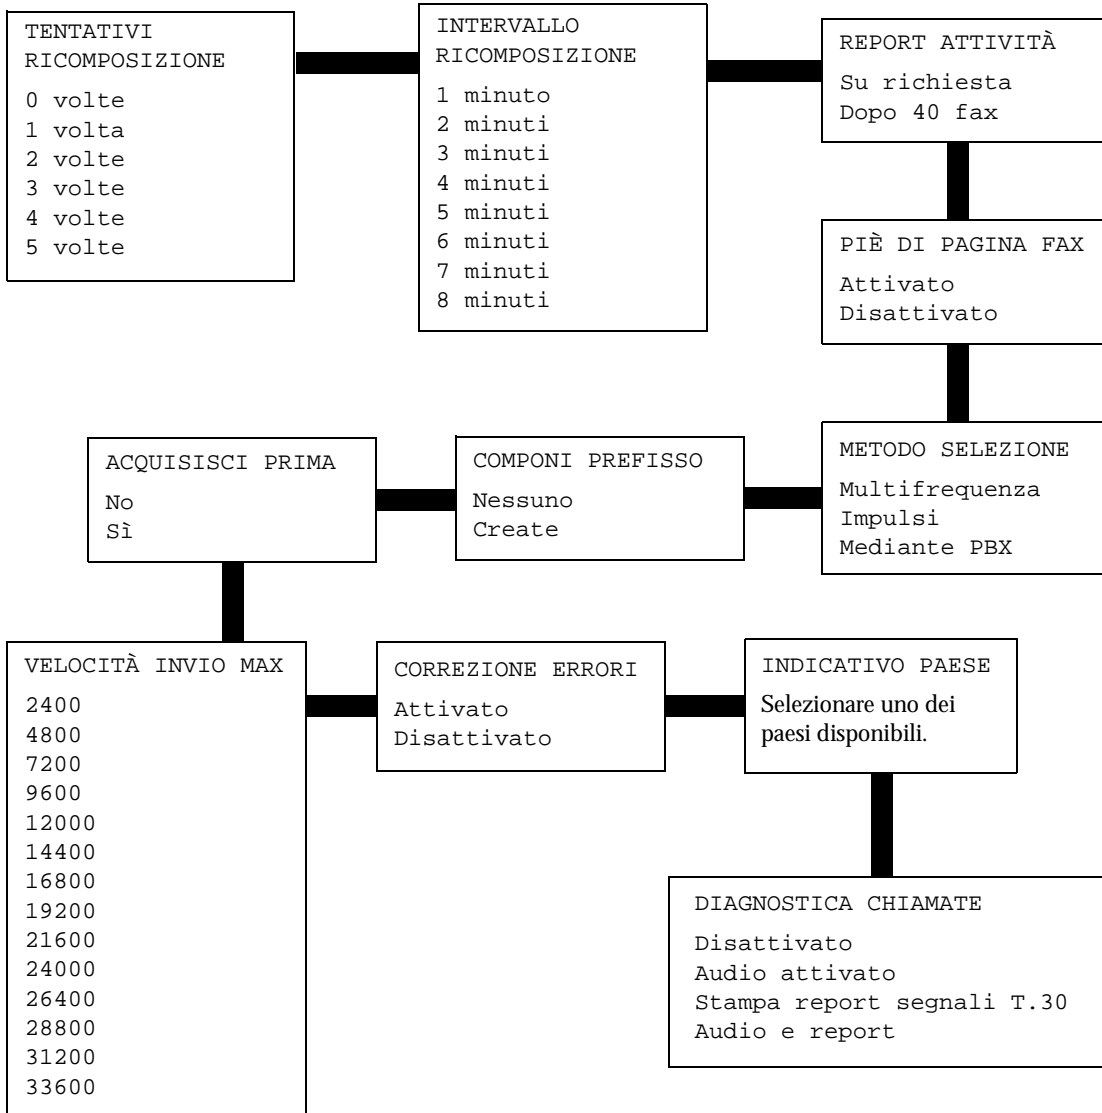 TENTATIVI
RICOMPOSIZIONE
0 volte
1 volta
2 volte
3 volte
4 volte
5 volte
INTERVALLO
RICOMPOSIZIONE
1 minuto
2 minuti
3 minuti
4 minuti
5 minuti
6 minuti
7 minuti
8 minuti
REPORT ATTIVITÀ
Su richiesta
Dopo 40 fax
PIÈ DI PAGINA FAX
Attivato
Disattivato
METODO SELEZIONE
Multifrequenza
Impulsi
Mediante PBX
COMPONI PREFISSO
Nessuno
Create
ACQUISISCI PRIMA
No
Sì
VELOCITÀ INVIO MAX
2400
4800
7200
9600
12000
14400
16800
19200
21600
24000
26400
28800
31200
33600
CORREZIONE ERRORI
Attivato
Disattivato
INDICATIVO PAESE
Selezionare uno dei
paesi disponibili.
DIAGNOSTICA CHIAMATE
Disattivato
Audio attivato
Stampa report segnali T.30
Audio e report